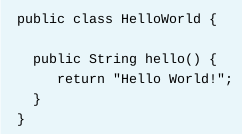 public class HelloWorld {
public String hello() {
return "Hello World!";
}
}